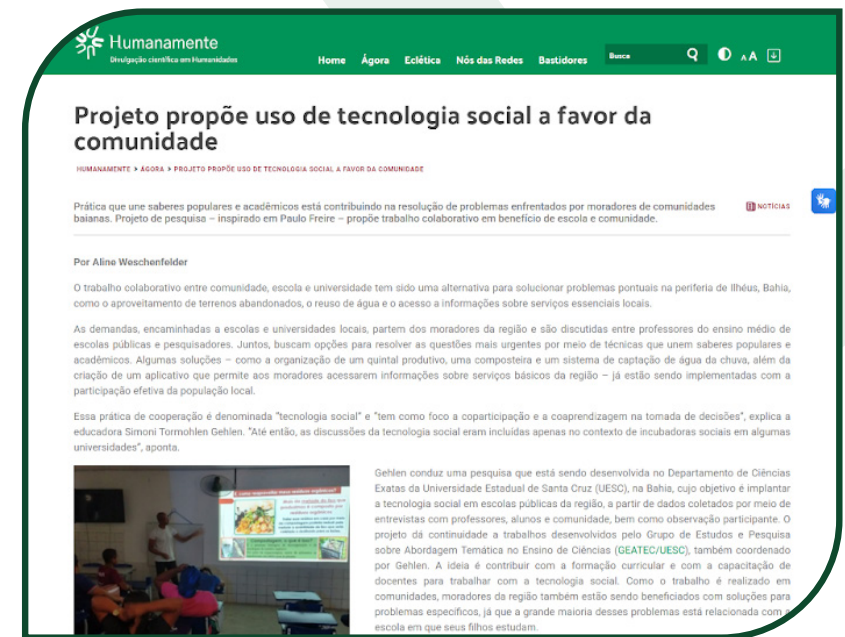 Humanamente
Divulgação científica em Humanidades
Home Ágora Eclética Nós das Redes Bastidores Busca
A A
Projeto propõe uso de tecnologia social a favor da
comunidade
HUMANAMENTE > ÁGORA > PROJETO PROPÕE USO DE TECNOLOGIA SOCIAL A FAVOR DA COMUNIDADE
Prática que une saberes populares e acadêmicos está contribuindo na resolução de problemas enfrentados por moradores de comunidades
baianas. Projeto de pesquisa – inspirado em Paulo Freire – propõe trabalho colaborativo em benefício de escola e comunidade.
NOTÍCIAS
Por Aline Weschenfelder
O trabalho colaborativo entre comunidade, escola e universidade tem sido uma alternativa para solucionar problemas pontuais na periferia de Ilhéus, Bahia,
como o aproveitamento de terrenos abandonados, o reuso de água e o acesso a informações sobre serviços essenciais locais.
As demandas, encaminhadas a escolas e universidades locais, partem dos moradores da região e são discutidas entre professores do ensino médio de
escolas públicas e pesquisadores. Juntos, buscam opções para resolver as questões mais urgentes por meio de técnicas que unem saberes populares e
acadêmicos. Algumas soluções – como a organização de um quintal produtivo, uma composteira e um sistema de captação de água da chuva, além da
criação de um aplicativo que permite aos moradores acessarem informações sobre serviços básicos da região – já estão sendo implementadas com a
participação efetiva da população local.
Essa prática de cooperação é denominada "tecnologia social" e "tem como foco a coparticipação e a coaprendizagem na tomada de decisões", explica a
educadora Simoni Tormohlen Gehlen. "Até então, as discussões da tecnologia social eram incluídas apenas no contexto de incubadoras sociais em algumas
universidades", aponta.
Gehlen conduz uma pesquisa que está sendo desenvolvida no Departamento de Ciências
Exatas da Universidade Estadual de Santa Cruz (UESC), na Bahia, cujo objetivo é implantar
a tecnologia social em escolas públicas da região, a partir de dados coletados por meio de
entrevistas com professores, alunos e comunidade, bem como observação participante. O
projeto dá continuidade a trabalhos desenvolvidos pelo Grupo de Estudos e Pesquisa
sobre Abordagem Temática no Ensino de Ciências (GEATEC/UESC), também coordenado
por Gehlen. A ideia é contribuir com a formação curricular e com a capacitação de
docentes para trabalhar com a tecnologia social. Como o trabalho é realizado em
comunidades, moradores da região também estão sendo beneficiados com soluções para
problemas específicos, já que a grande maioria desses problemas está relacionada com a
escola em que seus filhos estudam.